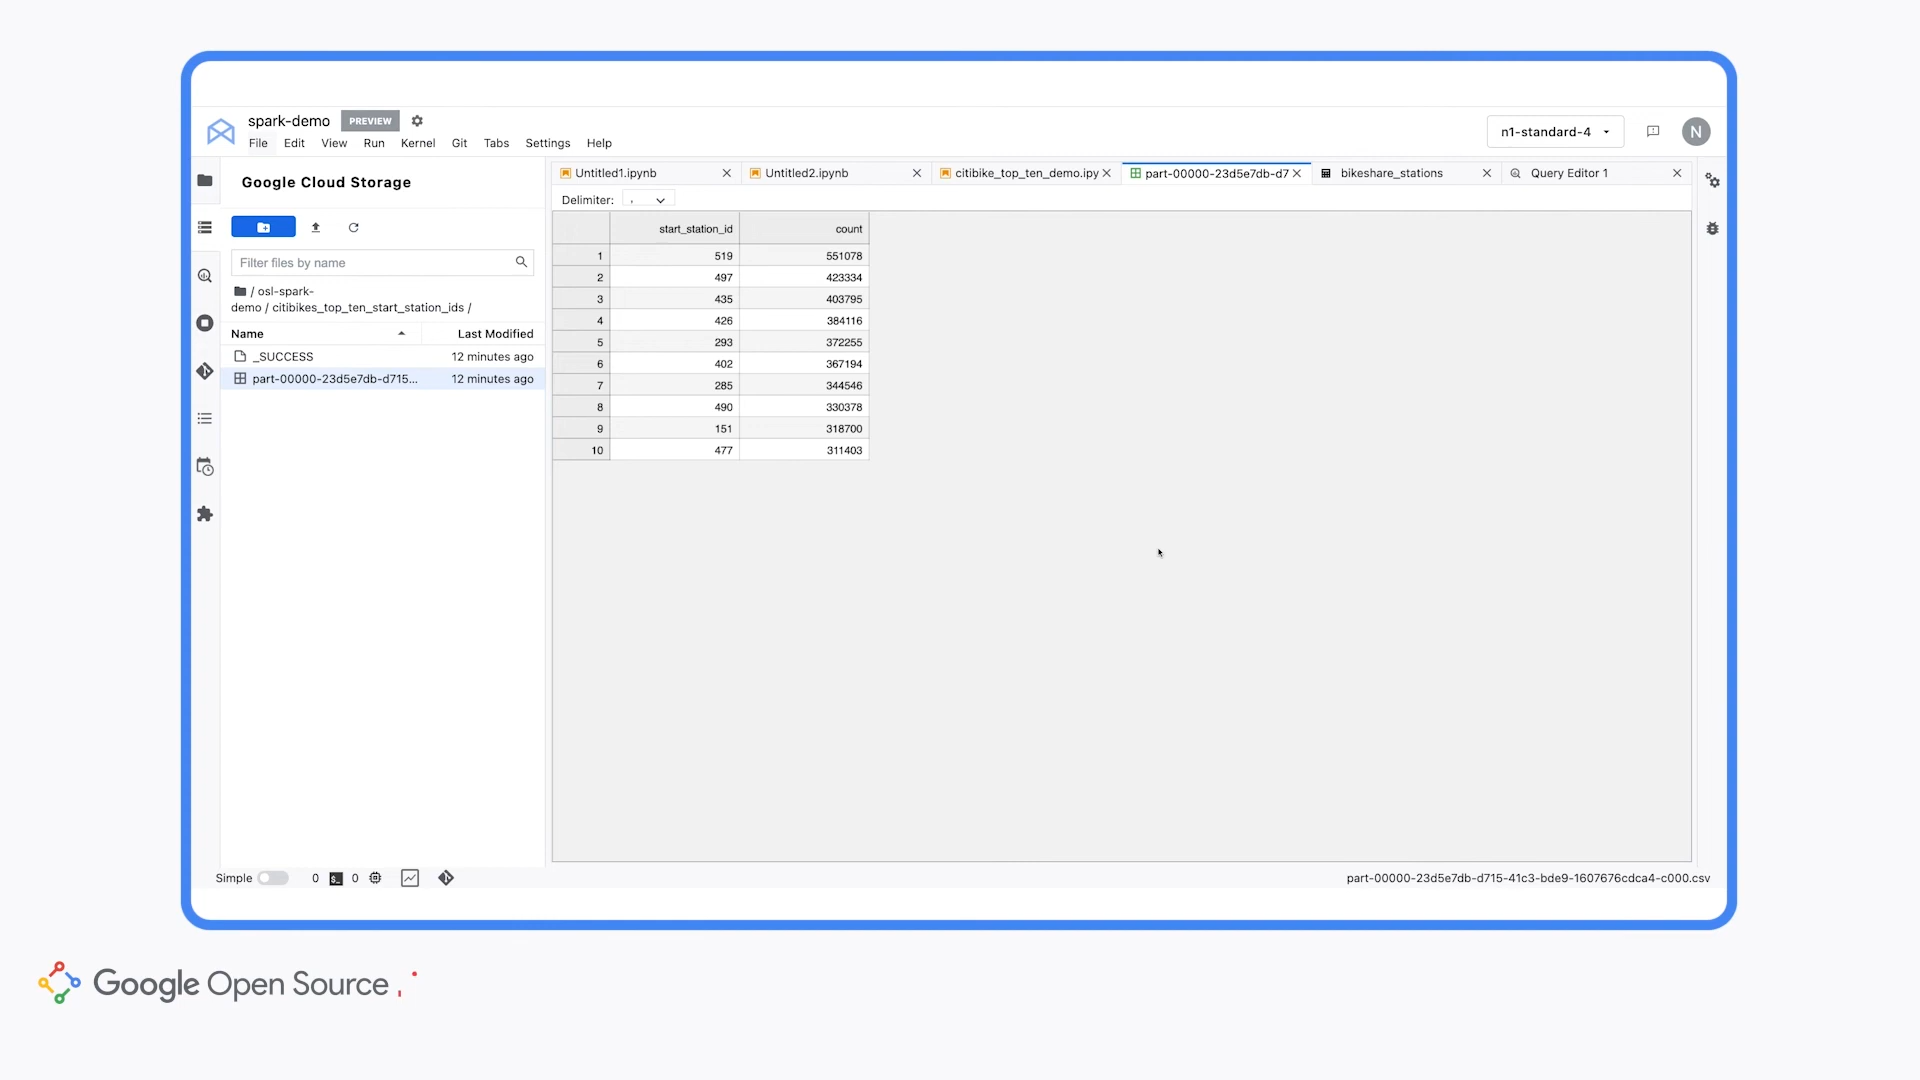 spark-demo PREVIEW
File Edit View Run Kernel Git Tabs Settings Help
n1-standard-4
N
Google Cloud Storage
Filter files by name
/ osl-spark-
demo / citibikes_top_ten_start_station_ids /
Name Last Modified
_SUCCESS 12 minutes ago
part-00000-23d5e7db-d715... 12 minutes ago
Untitled1.ipynb Untitled2.ipynb citibike_top_ten_demo.ipy part-00000-23d5e7db-d7 bikeshare_stations Query Editor 1
Delimiter: ,
start_station_id count
1 519 551078
2 497 423334
3 435 403795
4 426 384116
5 293 372255
6 402 367194
7 285 344546
8 490 330378
9 151 318700
10 477 311403
Simple 0 $_ 0
part-00000-23d5e7db-d715-41c3-bde9-1607676cdca4-c000.csv
Google Open Source